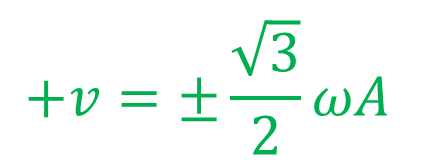 +v = ± √3/2 ωA